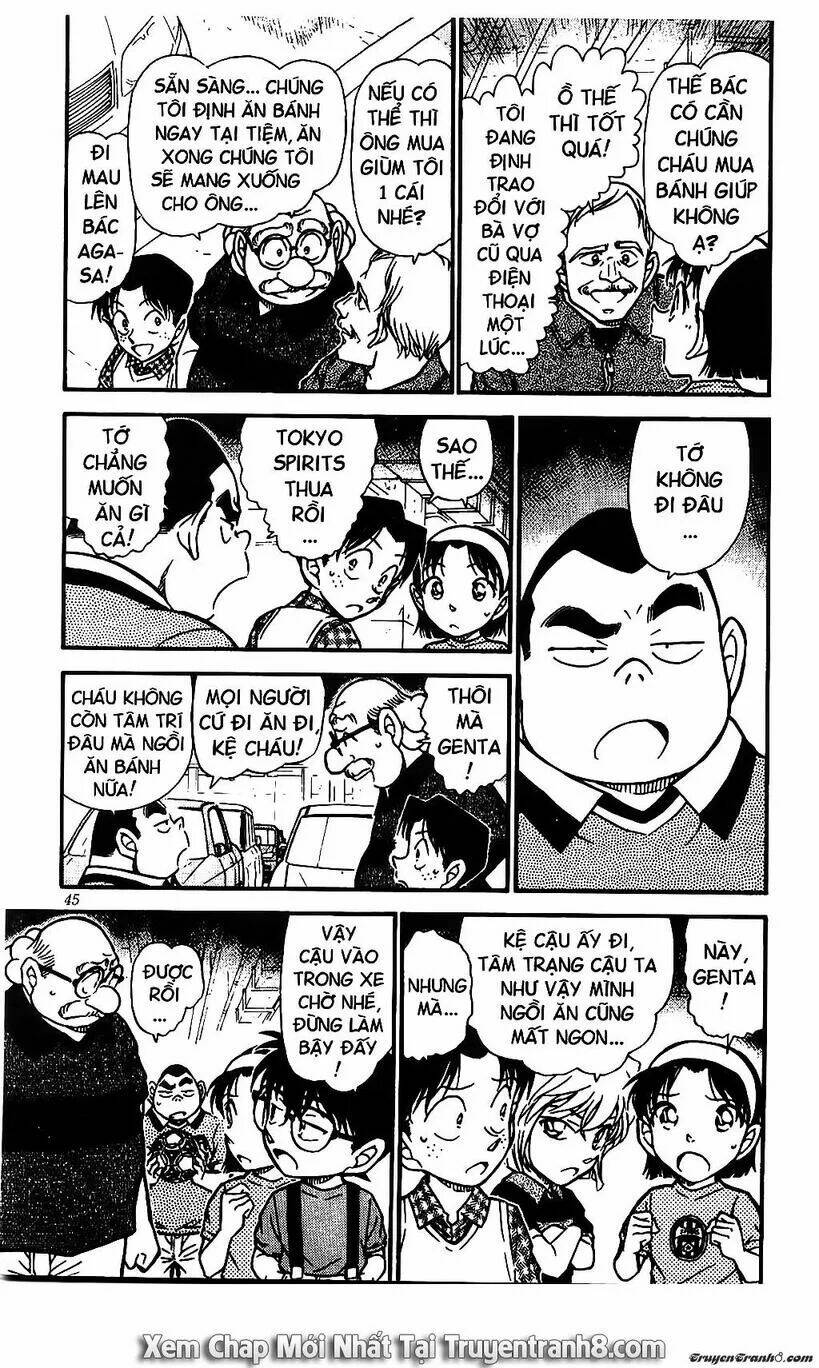 THẾ BÁC
CÓ CẦN
CHÚNG
CHÁU MUA
BÁNH GIÚP
KHÔNG
Ạ?
Ồ THẾ
THÌ TỐT
QUÁ!
TÔI
ĐANG
ĐỊNH
TRAO
ĐỔI VỚI
BÀ VỢ
CŨ QUA
ĐIỆN
THOẠI
MỘT
LÚC...
NẾU CÓ
THỂ THÌ
ÔNG MUA
GIÙM TÔI
1 CÁI
NHÉ?
SẴN SÀNG... CHÚNG
TÔI ĐỊNH ĂN BÁNH
NGAY TẠI TIỆM, ĂN
XONG CHÚNG TÔI
SẼ MANG XUỐNG
CHO ÔNG...
ĐI
MAU
LÊN
BÁC
AGA-
SA!
TỚ
KHÔNG
ĐI ĐÂU
...
SAO
THẾ...
TOKYO
SPIRITS
THUA
RỒI
...
TỚ
CHẲNG
MUỐN
ĂN GÌ
CẢ!
THÔI
MÀ
GENTA
!
MỌI NGƯỜI
CỨ ĐI ĂN ĐI,
KỆ CHÁU!
CHÁU KHÔNG
CÒN TÂM TRÍ
ĐÂU MÀ NGỒI
ĂN BÁNH
NỮA!
45
NÀY,
GENTA
!
KỆ CẬU ẤY ĐI,
TÂM TRẠNG CẬU TA
NHƯ VẬY MÌNH
NGỒI ĂN CŨNG
MẤT NGON...
NHƯNG
MÀ...
VẬY
CẬU VÀO
TRONG XE
CHỜ NHÉ,
ĐỪNG LÀM
BẬY ĐẤY
!
ĐƯỢC
RỒI
...
Xem Chap Mới Nhất Tại Truyentranh8.com
TruyenTranh8.com